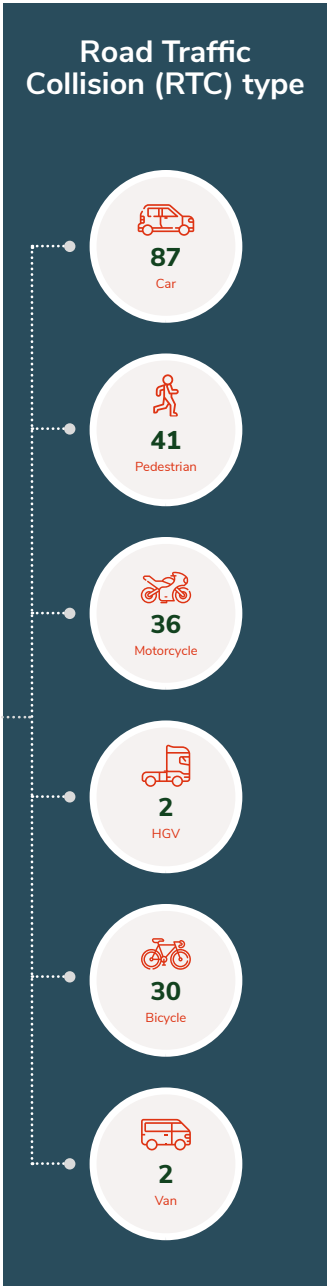 Road Traffic
Collision (RTC) type
87
Car
41
Pedestrian
36
Motorcycle
2
HGV
30
Bicycle
2
Van